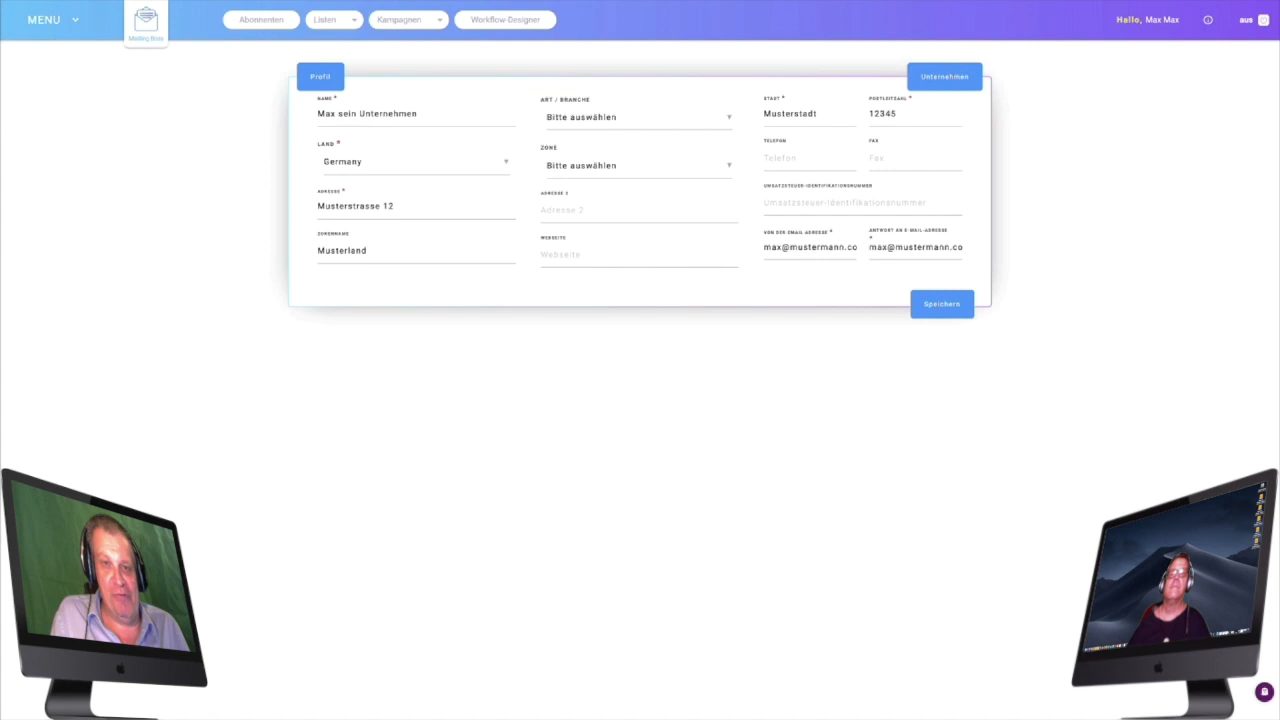 MENU
Mailing Boss
Abonnenten
Listen
Kampagnen
Workflow-Designer
Hallo, Max Max
aus
Profil
Unternehmen
NAME *
Max sein Unternehmen
ART / BRANCHE
Bitte auswählen
STADT *
Musterstadt
POSTLEITZAHL *
12345
LAND *
Germany
ZONE
Bitte auswählen
TELEFON
Telefon
FAX
Fax
ADRESSE *
Musterstrasse 12
ADRESSE 2
Adresse 2
UMSATZSTEUER-IDENTIFIKATIONSNUMMER
Umsatzsteuer-Identifikationsnummer
ZONENNAME
Musterland
WEBSEITE
Webseite
VON DER EMAIL-ADRESSE *
max@mustermann.co
ANTWORT AN E-MAIL-ADRESSE
*
max@mustermann.co
Speichern